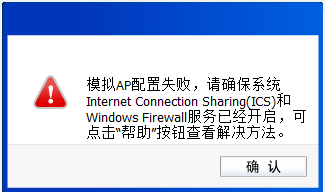 模拟AP配置失败，请确保系统
Internet Connection Sharing(ICS)和
Windows Firewall服务已经开启，可
点击“帮助”按钮查看解决方法。
确 认